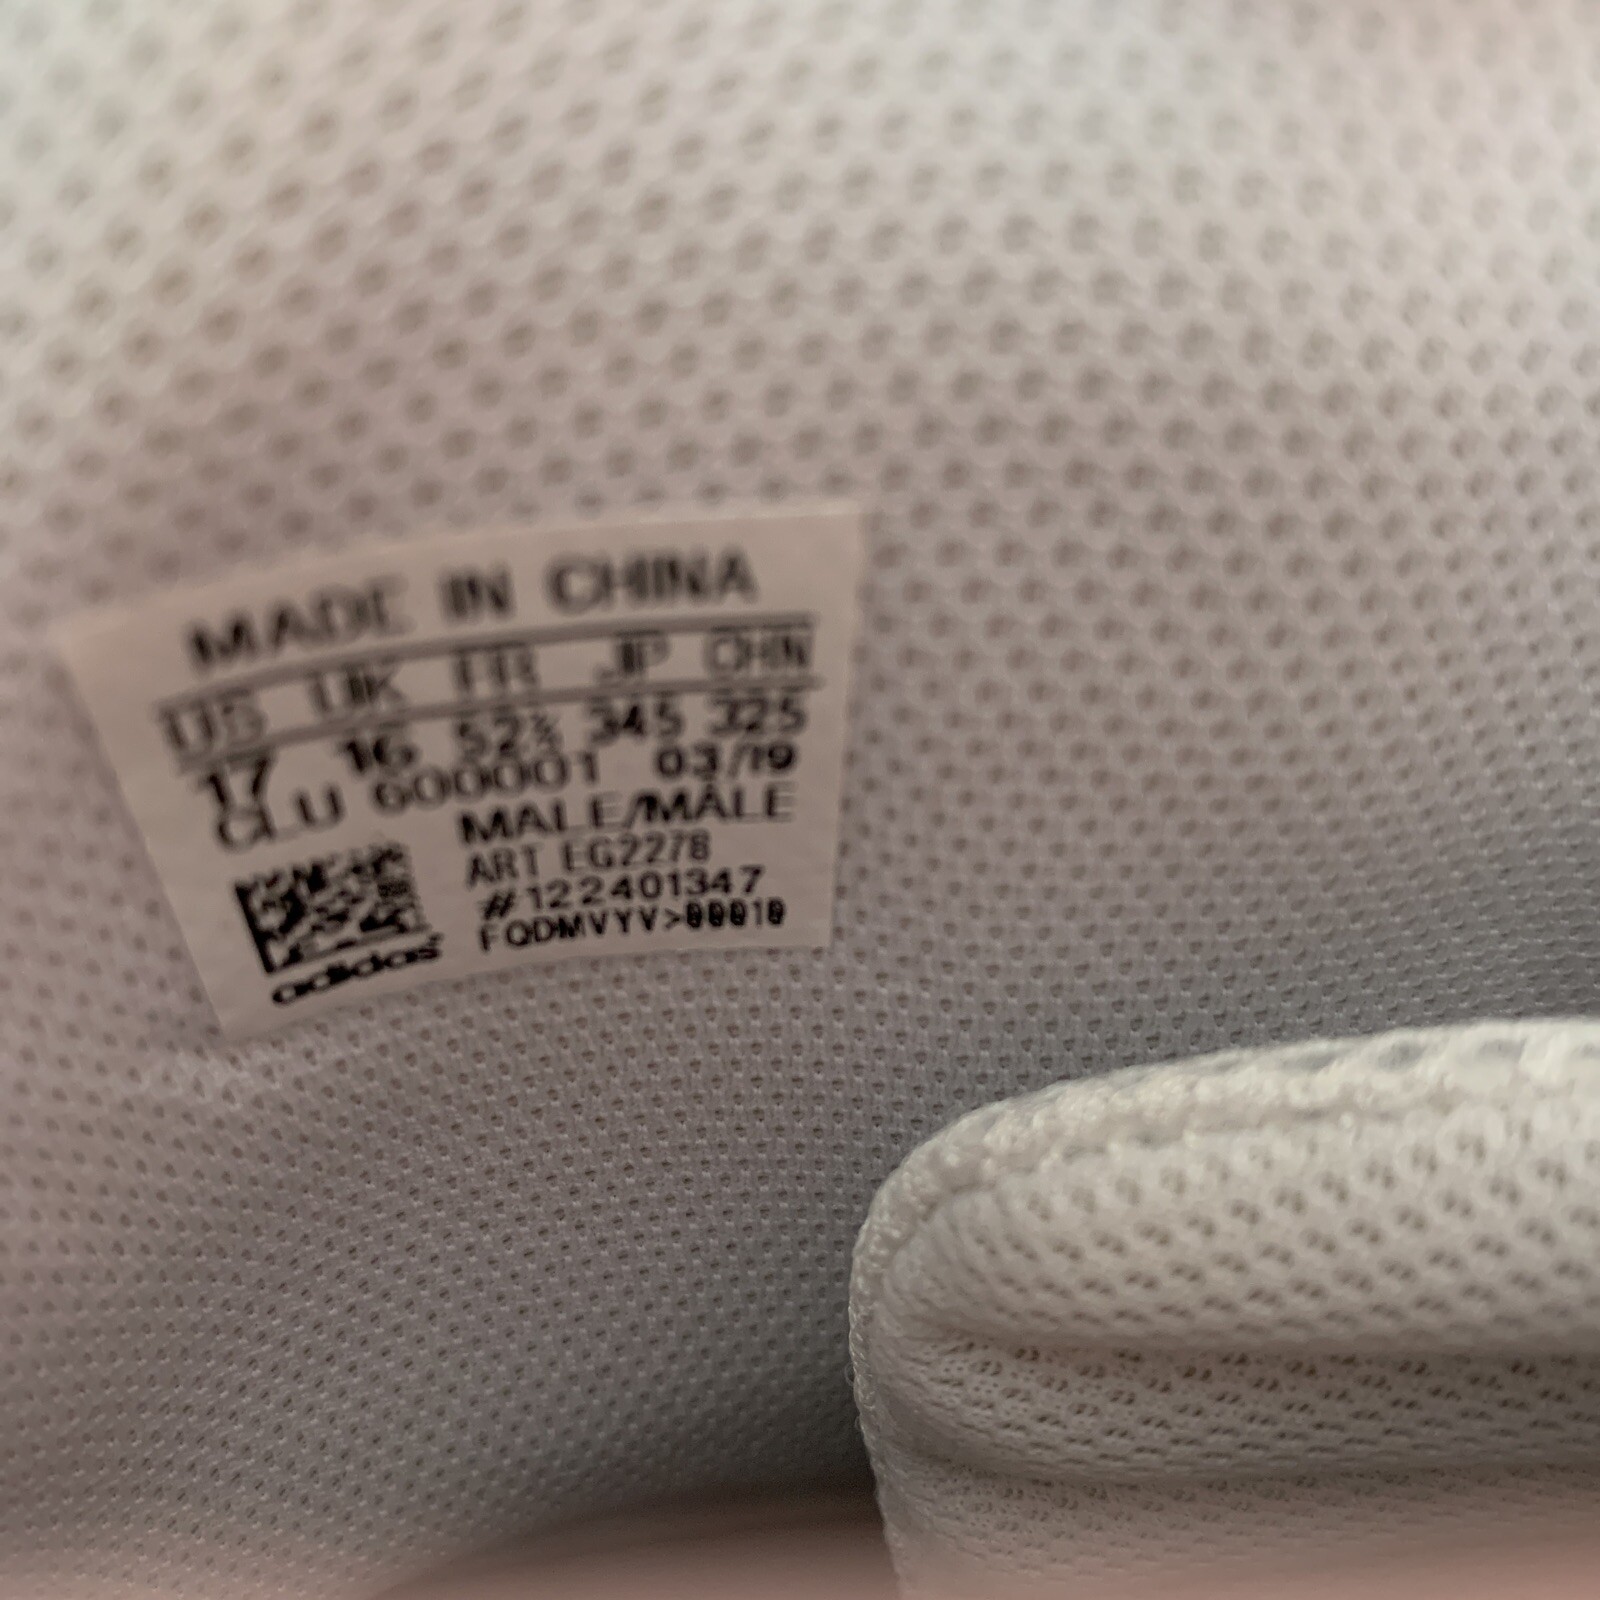 MADE IN CHINA
US UK FR JP CHN
17 16 52⅔ 345 325
CLU 600001 03/19
MALE/MÂLE
ART EG2278
#122401347
FQDMVYV>00010
adidas